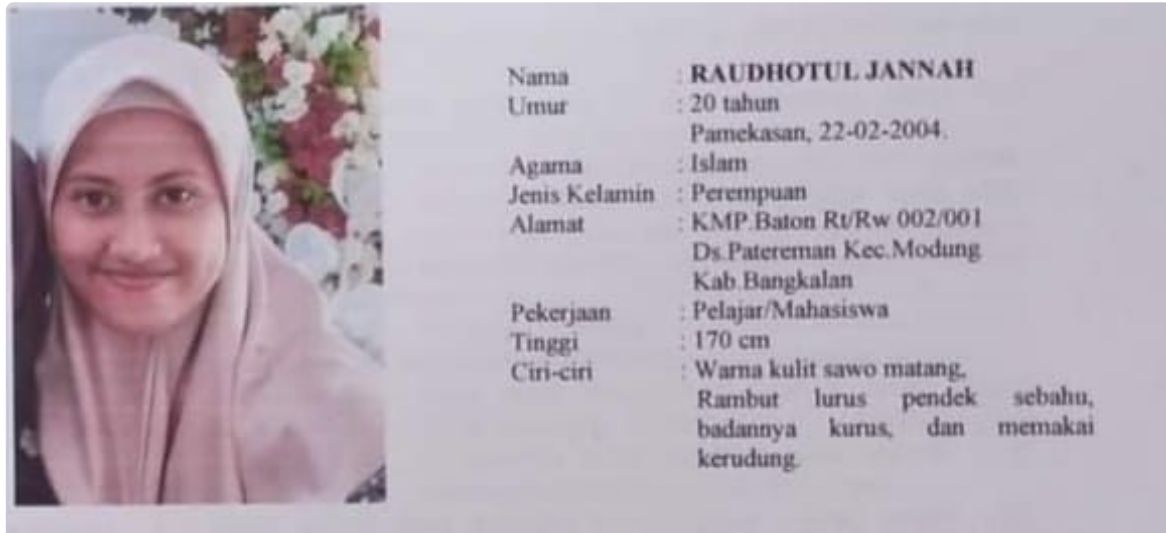 Nama : RAUDHOTUL JANNAH
Umur : 20 tahun
Pamekasan, 22-02-2004.
Agama : Islam
Jenis Kelamin : Perempuan
Alamat : KMP.Baton Rt/Rw 002/001
Ds.Patereman Kec.Modung
Kab.Bangkalan
Pekerjaan : Pelajar/Mahasiswa
Tinggi : 170 cm
Ciri-ciri : Warna kulit sawo matang,
Rambut lurus pendek sebahu,
badannya kurus, dan memakai
kerudung.